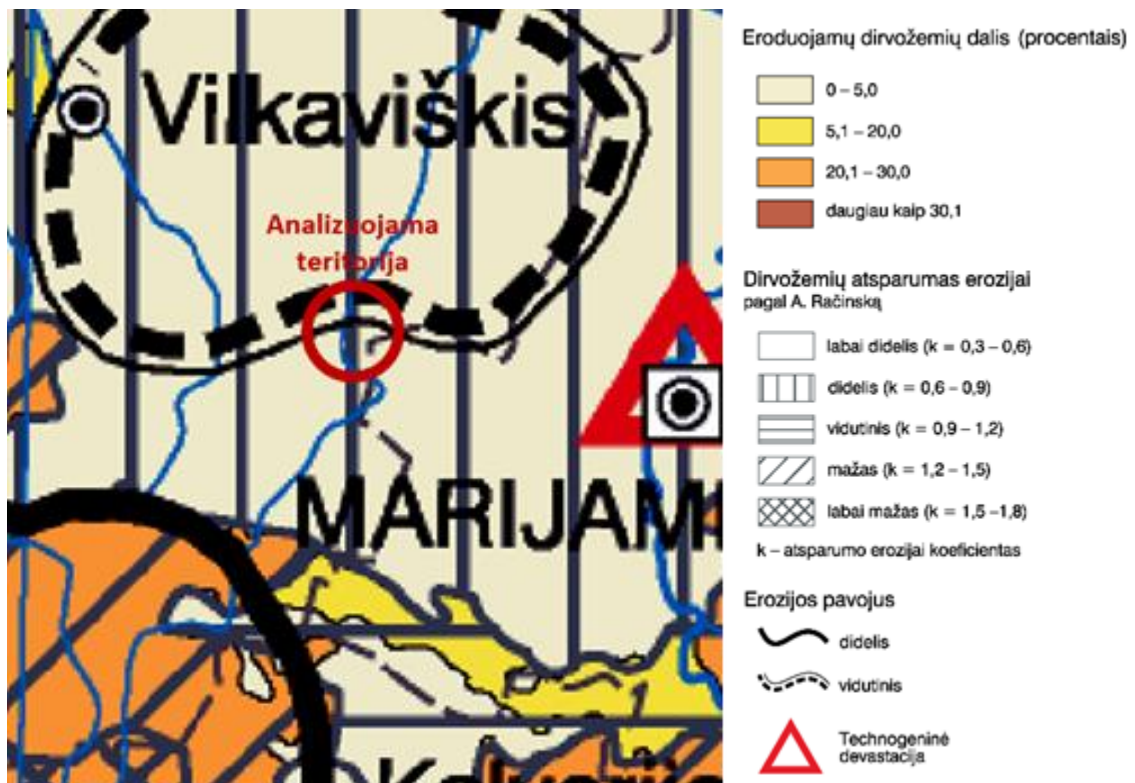 Vilkaviškis
Analizuojama
teritorija
MARIJAM
Eroduojamų dirvožemių dalis (procentais)
0 – 5,0
5,1 – 20,0
20,1 – 30,0
daugiau kaip 30,1
Dirvožemių atsparumas erozijai
pagal A. Račinską
labai didelis (k = 0,3 – 0,6)
didelis (k = 0,6 – 0,9)
vidutinis (k = 0,9 – 1,2)
mažas (k = 1,2 – 1,5)
labai mažas (k = 1,5 –1,8)
k – atsparumo erozijai koeficientas
Erozijos pavojus
didelis
vidutinis
Technogeninė
devastacija